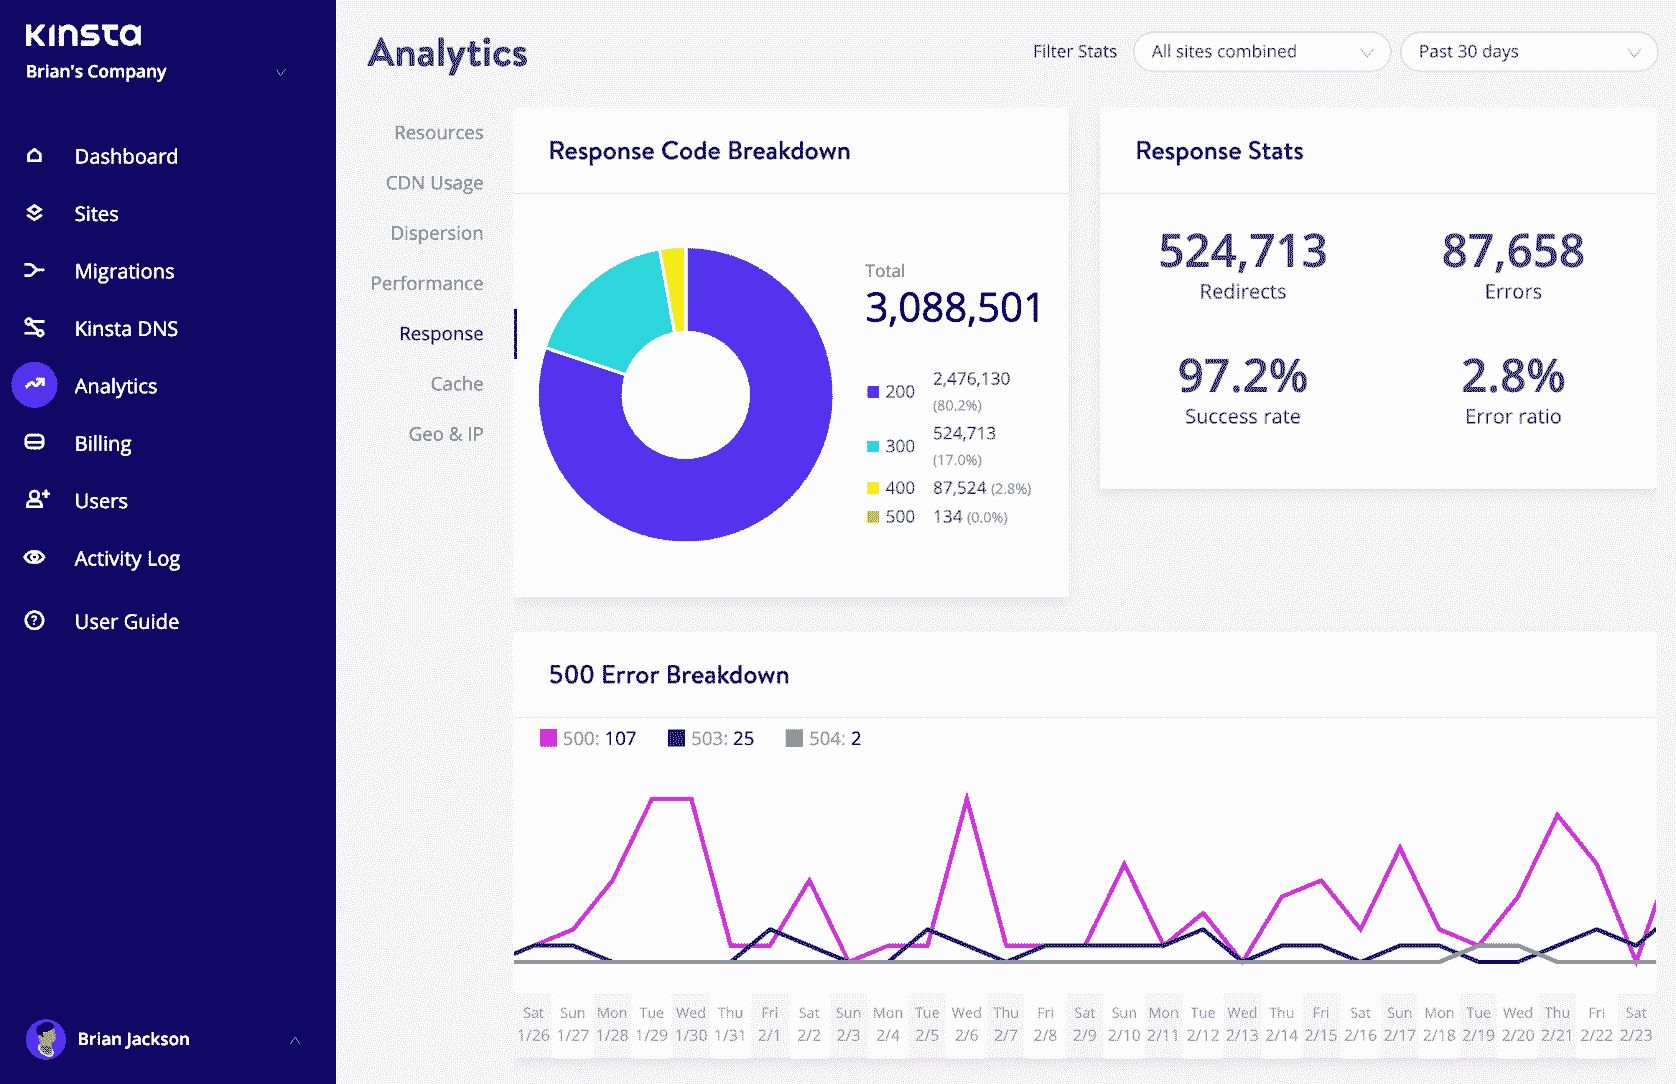 Kinsta
Brian's Company
Dashboard
Sites
Migrations
Kinsta DNS
Analytics
Billing
Users
Activity Log
User Guide
Brian Jackson
Analytics
Filter Stats
All sites combined
Past 30 days
Resources
CDN Usage
Dispersion
Performance
Response
Cache
Geo & IP
Response Code Breakdown
Total
3,088,501
200 2,476,130
(80.2%)
300 524,713
(17.0%)
400 87,524 (2.8%)
500 134 (0.0%)
Response Stats
524,713 87,658
Redirects Errors
97.2% 2.8%
Success rate Error ratio
500 Error Breakdown
500: 107 503: 25 504: 2
Sat Sun Mon Tue Wed Thu Fri Sat Sun Mon Tue Wed Thu Fri Sat Sun Mon Tue Wed Thu Fri Sat Sun Mon Tue Wed Thu Fri Sat
1/26 1/27 1/28 1/29 1/30 1/31 2/1 2/2 2/3 2/4 2/5 2/6 2/7 2/8 2/9 2/10 2/11 2/12 2/13 2/14 2/15 2/16 2/17 2/18 2/19 2/20 2/21 2/22 2/23